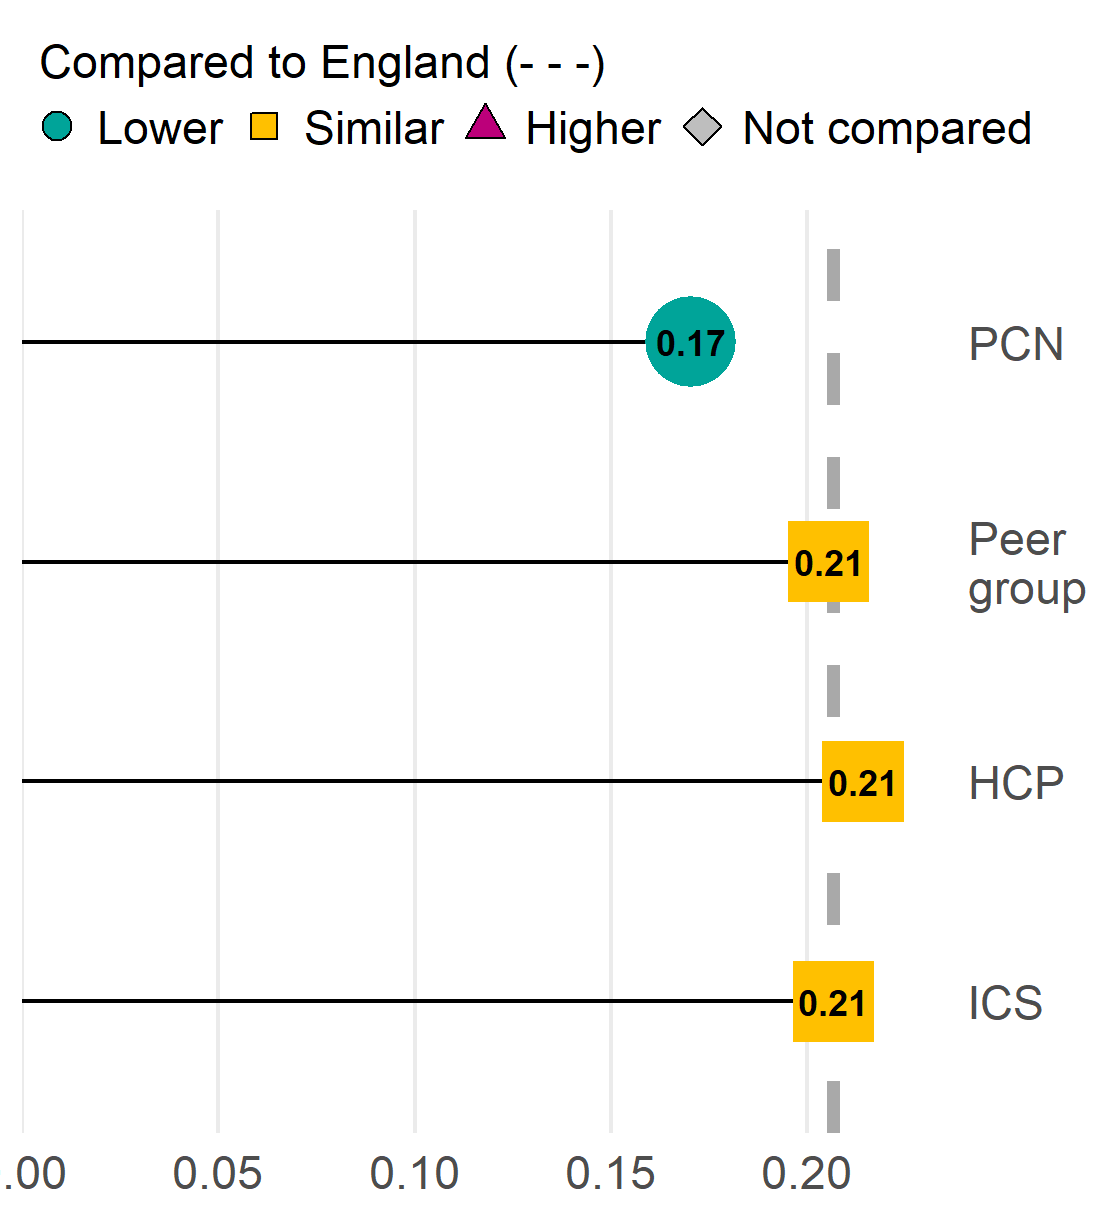 Compared to England (- - -)
Lower Similar Higher Not compared
0.17 PCN
Peer
0.21 group
0.21 HCP
0.21 ICS
.00 0.05 0.10 0.15 0.20